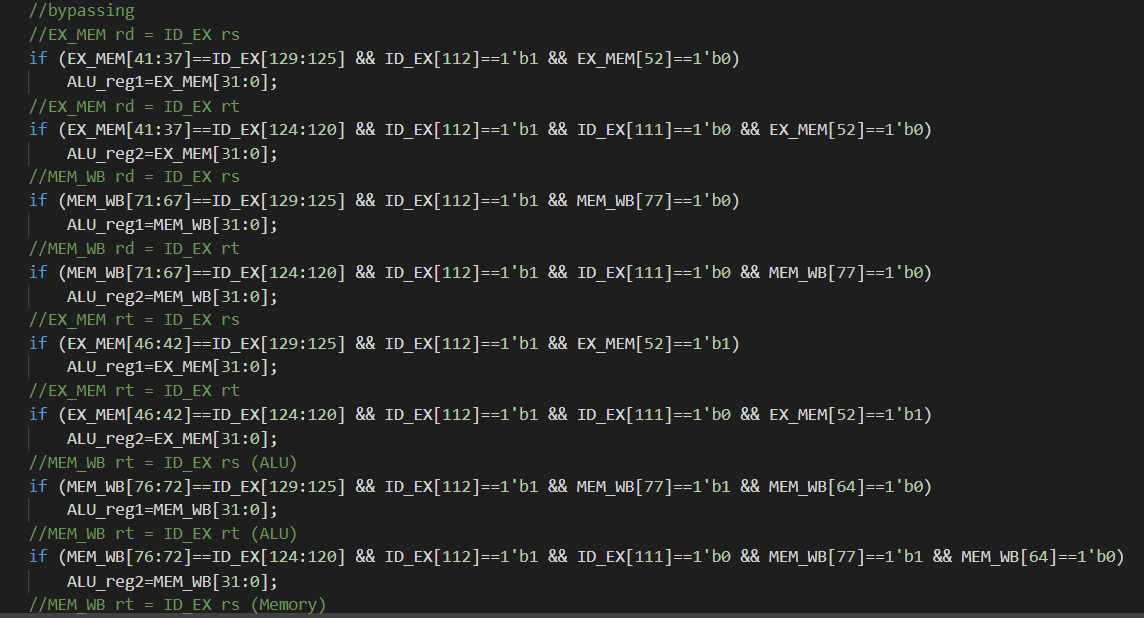 //bypassing
//EX_MEM rd = ID_EX rs
if (EX_MEM[41:37]==ID_EX[129:125] && ID_EX[112]==1'b1 && EX_MEM[52]==1'b0)
ALU_reg1=EX_MEM[31:0];
//EX_MEM rd = ID_EX rt
if (EX_MEM[41:37]==ID_EX[124:120] && ID_EX[112]==1'b1 && ID_EX[111]==1'b0 && EX_MEM[52]==1'b0)
ALU_reg2=EX_MEM[31:0];
//MEM_WB rd = ID_EX rs
if (MEM_WB[71:67]==ID_EX[129:125] && ID_EX[112]==1'b1 && MEM_WB[77]==1'b0)
ALU_reg1=MEM_WB[31:0];
//MEM_WB rd = ID_EX rt
if (MEM_WB[71:67]==ID_EX[124:120] && ID_EX[112]==1'b1 && ID_EX[111]==1'b0 && MEM_WB[77]==1'b0)
ALU_reg2=MEM_WB[31:0];
//EX_MEM rt = ID_EX rs
if (EX_MEM[46:42]==ID_EX[129:125] && ID_EX[112]==1'b1 && EX_MEM[52]==1'b1)
ALU_reg1=EX_MEM[31:0];
//EX_MEM rt = ID_EX rt
if (EX_MEM[46:42]==ID_EX[124:120] && ID_EX[112]==1'b1 && ID_EX[111]==1'b0 && EX_MEM[52]==1'b1)
ALU_reg2=EX_MEM[31:0];
//MEM_WB rt = ID_EX rs (ALU)
if (MEM_WB[76:72]==ID_EX[129:125] && ID_EX[112]==1'b1 && MEM_WB[77]==1'b1 && MEM_WB[64]==1'b0)
ALU_reg1=MEM_WB[31:0];
//MEM_WB rt = ID_EX rt (ALU)
if (MEM_WB[76:72]==ID_EX[124:120] && ID_EX[112]==1'b1 && ID_EX[111]==1'b0 && MEM_WB[77]==1'b1 && MEM_WB[64]==1'b0)
ALU_reg2=MEM_WB[31:0];
//MEM_WB rt = ID_EX rs (Memory)